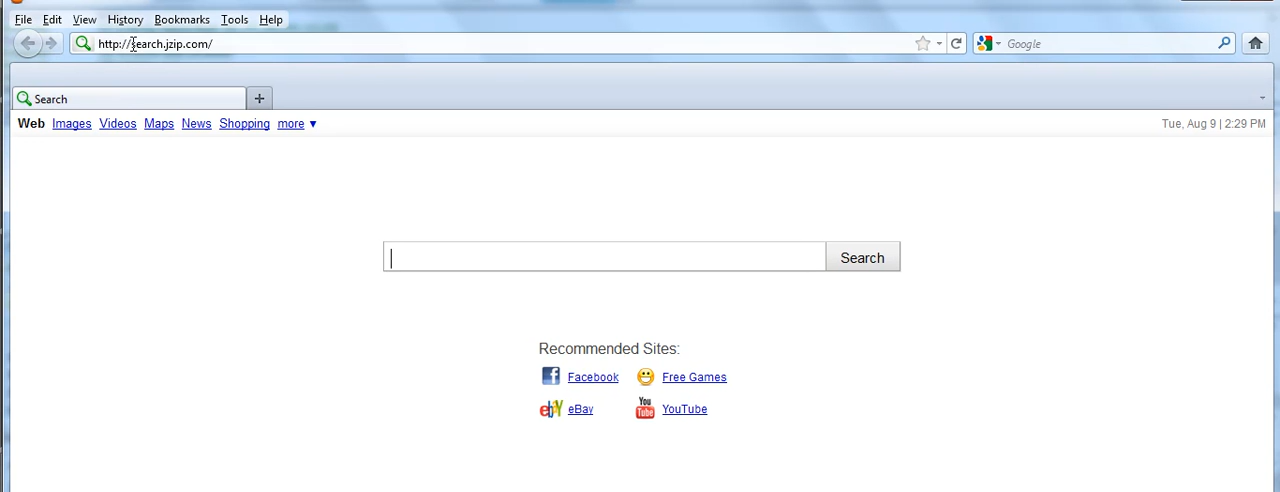 File Edit View History Bookmarks Tools Help
http://search.jzip.com/ Google
Search
Web Images Videos Maps News Shopping more ▼ Tue, Aug 9 | 2:29 PM
Search
Recommended Sites:
Facebook Free Games
eBay YouTube